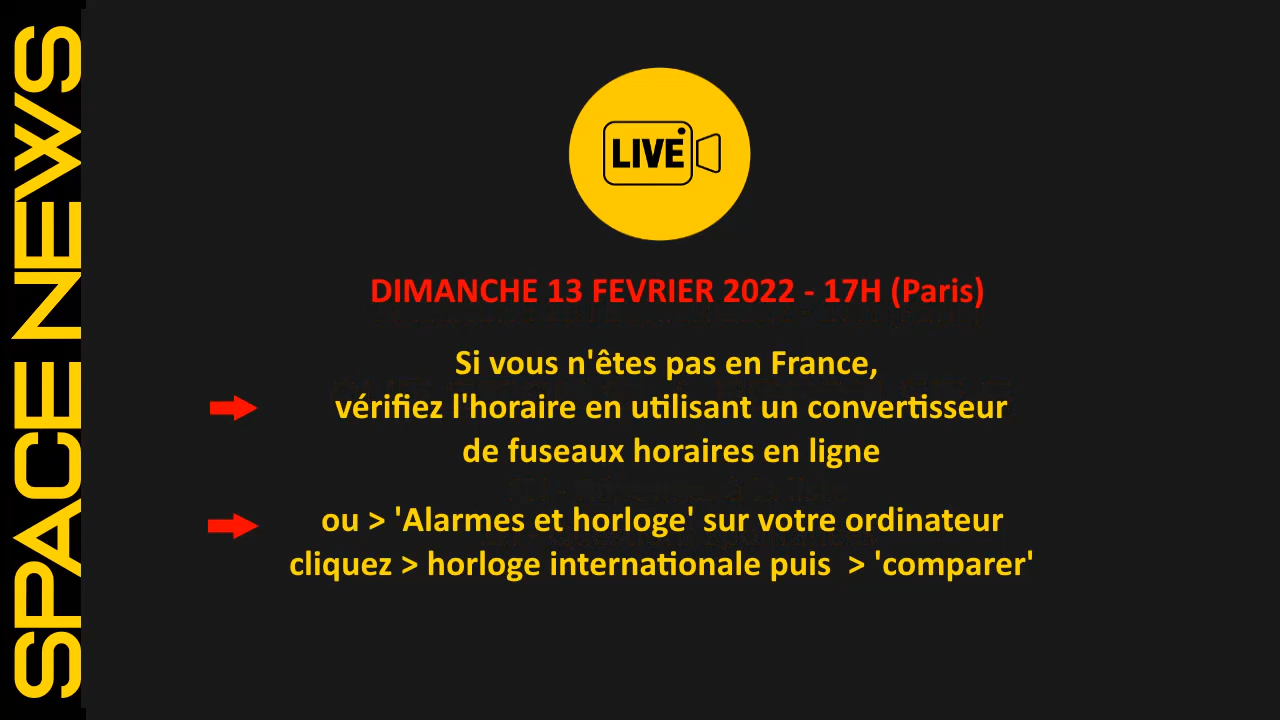 SPACE NEWS
LIVE
DIMANCHE 13 FEVRIER 2022 - 17H (Paris)
Si vous n'êtes pas en France,
vérifiez l'horaire en utilisant un convertisseur
de fuseaux horaires en ligne
ou > 'Alarmes et horloge' sur votre ordinateur
cliquez > horloge internationale puis  > 'comparer'